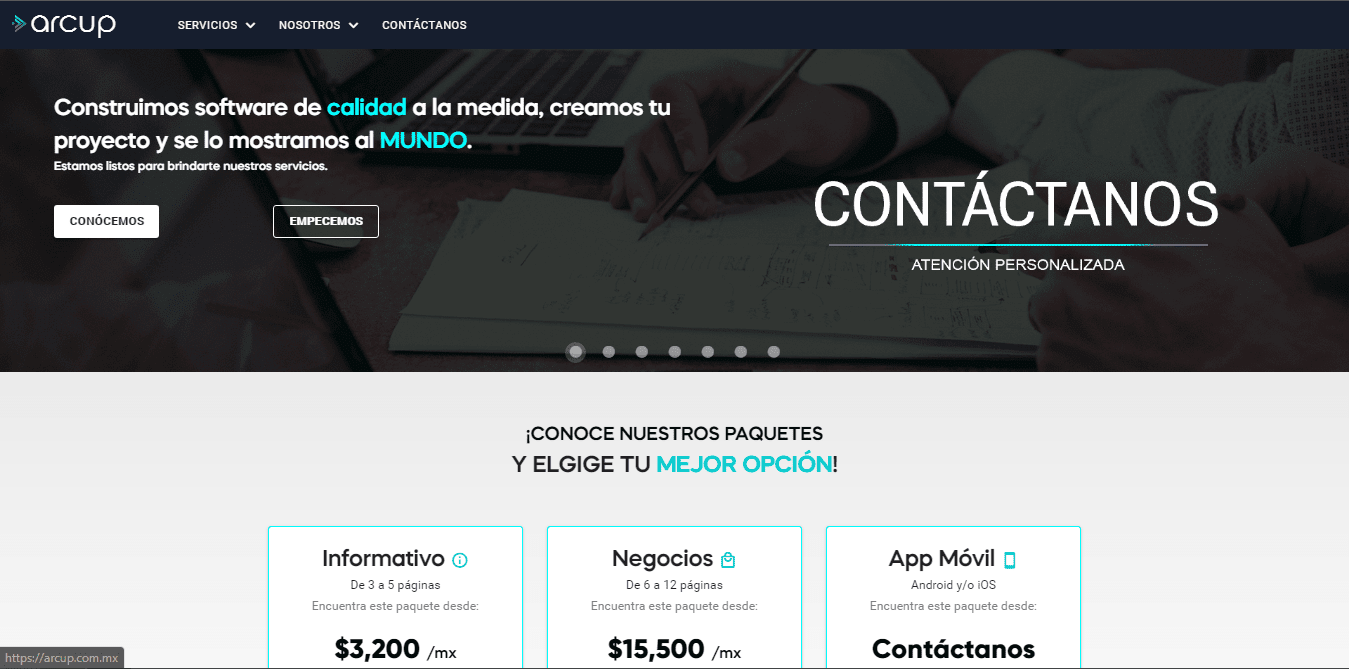 arcup
SERVICIOS
NOSOTROS
CONTÁCTANOS
Construimos software de calidad a la medida, creamos tu
proyecto y se lo mostramos al MUNDO.
Estamos listos para brindarte nuestros servicios.
CONÓCEMOS
EMPECEMOS
CONTÁCTANOS
ATENCIÓN PERSONALIZADA
¡CONOCE NUESTROS PAQUETES
Y ELGIGE TU MEJOR OPCIÓN!
Informativo
De 3 a 5 páginas
Encuentra este paquete desde:
$3,200 /mx
Negocios
De 6 a 12 páginas
Encuentra este paquete desde:
$15,500 /mx
App Móvil
Android y/o iOS
Encuentra este paquete desde:
Contáctanos
https://arcup.com.mx